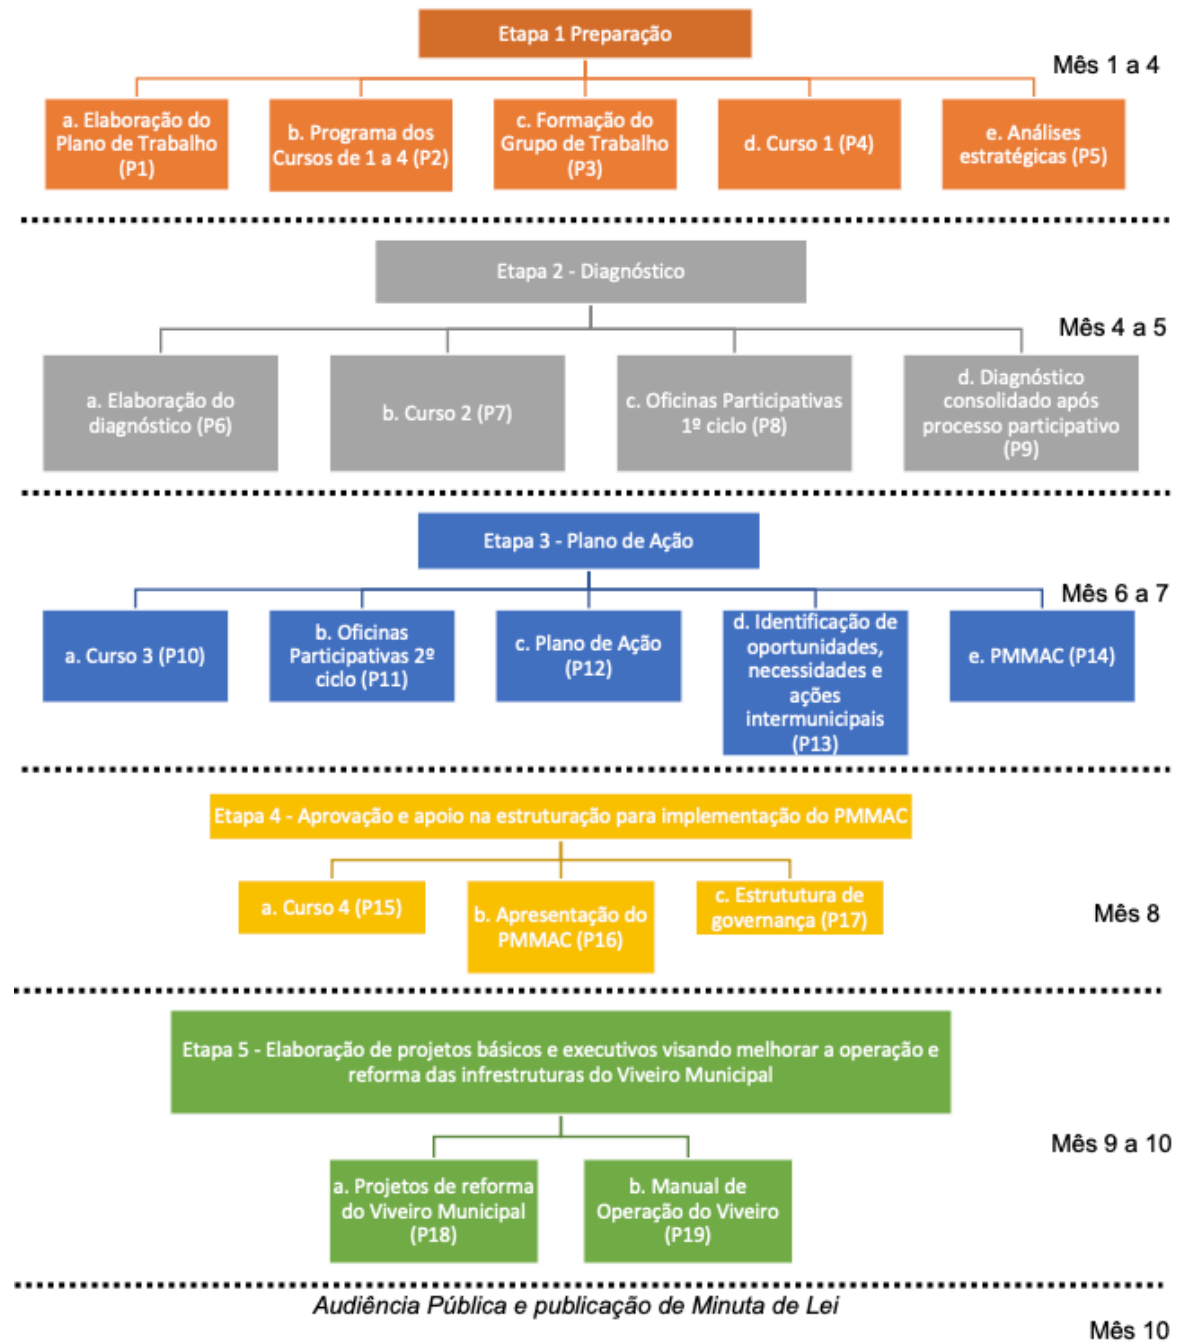 Etapa 1 Preparação
Mês 1 a 4
a. Elaboração do
Plano de Trabalho
(P1)
b. Programa dos
Cursos de 1 a 4 (P2)
c. Formação do
Grupo de Trabalho
(P3)
d. Curso 1 (P4)
e. Análises
estratégicas (P5)
Etapa 2 - Diagnóstico
Mês 4 a 5
a. Elaboração do
diagnóstico (P6)
b. Curso 2 (P7)
c. Oficinas Participativas
1º ciclo (P8)
d. Diagnóstico
consolidado após
processo participativo
(P9)
Etapa 3 - Plano de Ação
Mês 6 a 7
a. Curso 3 (P10)
b. Oficinas
Participativas 2º
ciclo (P11)
c. Plano de Ação
(P12)
d. Identificação de
oportunidades,
necessidades e
ações
intermunicipais
(P13)
e. PMMAC (P14)
Etapa 4 - Aprovação e apoio na estruturação para implementação do PMMAC
a. Curso 4 (P15)
b. Apresentação do
PMMAC (P16)
c. Estrututura de
governança (P17)
Mês 8
Etapa 5 - Elaboração de projetos básicos e executivos visando melhorar a operação e
reforma das infrestruturas do Viveiro Municipal
Mês 9 a 10
a. Projetos de reforma
do Viveiro Municipal
(P18)
b. Manual de
Operação do Viveiro
(P19)
Audiência Pública e publicação de Minuta de Lei
Mês 10